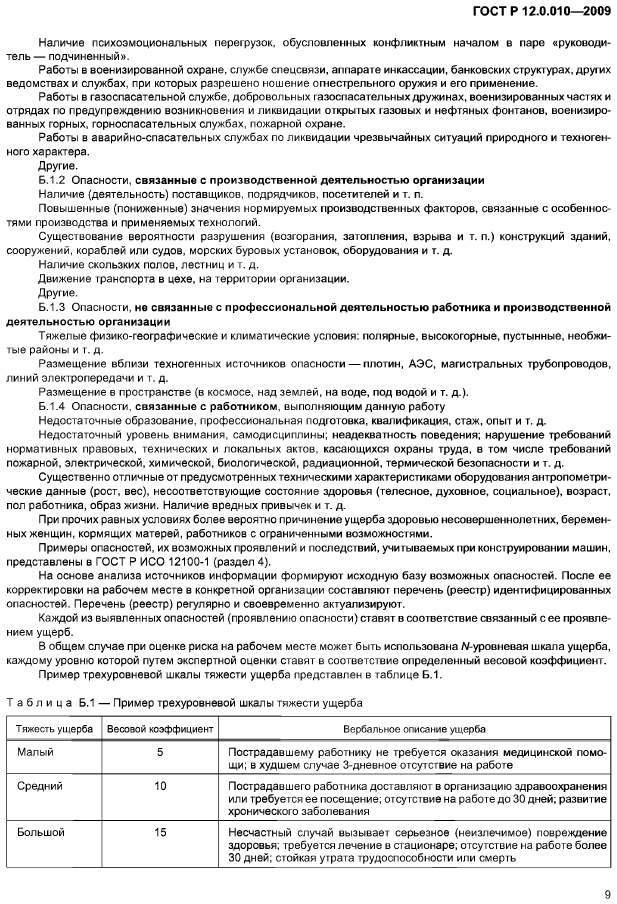 ГОСТ Р 12.0.010—2009
Наличие психоэмоциональных перегрузок, обусловленных конфликтным началом в паре «руководи-
тель — подчиненный».
Работы в военизированной охране, службе спецсвязи, аппарате инкассации, банковских структурах, других
ведомствах и службах, при которых разрешено ношение огнестрельного оружия и его применение.
Работы в газоспасательной службе, добровольных газоспасательных дружинах, военизированных частях и
отрядах по предупреждению возникновения и ликвидации открытых газовых и нефтяных фонтанов, военизиро-
ванных горных, горноспасательных службах, пожарной охране.
Работы в аварийно-спасательных службах по ликвидации чрезвычайных ситуаций природного и техноген-
ного характера.
Другие.
Б.1.2 Опасности, связанные с производственной деятельностью организации
Наличие (деятельность) поставщиков, подрядчиков, посетителей и т. п.
Повышенные (пониженные) значения нормируемых производственных факторов, связанные с особеннос-
тями производства и применяемых технологий.
Существование вероятности разрушения (возгорания, затопления, взрыва и т. п.) конструкций зданий,
сооружений, кораблей или судов, морских буровых установок, оборудования и т. д.
Наличие скользких полов, лестниц и т. д.
Движение транспорта в цехе, на территории организации.
Другие.
Б.1.3 Опасности, не связанные с профессиональной деятельностью работника и производственной
деятельностью организации
Тяжелые физико-географические и климатические условия: полярные, высокогорные, пустынные, необжи-
тые районы и т. д.
Размещение вблизи техногенных источников опасности — плотин, АЭС, магистральных трубопроводов,
линий электропередачи и т. д.
Размещение в пространстве (в космосе, над землей, на воде, под водой и т. д.).
Б.1.4 Опасности, связанные с работником, выполняющим данную работу
Недостаточные образование, профессиональная подготовка, квалификация, стаж, опыт и т. д.
Недостаточный уровень внимания, самодисциплины; неадекватность поведения; нарушение требований
нормативных правовых, технических и локальных актов, касающихся охраны труда, в том числе требований
пожарной, электрической, химической, биологической, радиационной, термической безопасности и т. д.
Существенно отличные от предусмотренных техническими характеристиками оборудования антропометри-
ческие данные (рост, вес), несоответствующие состояние здоровья (телесное, духовное, социальное), возраст,
пол работника, образ жизни. Наличие вредных привычек и т. д.
При прочих равных условиях более вероятно причинение ущерба здоровью несовершеннолетних, беремен-
ных женщин, кормящих матерей, работников с ограниченными возможностями.
Примеры опасностей, их возможных проявлений и последствий, учитываемых при конструировании машин,
представлены в ГОСТ Р ИСО 12100-1 (раздел 4).
На основе анализа источников информации формируют исходную базу возможных опасностей. После ее
корректировки на рабочем месте в конкретной организации составляют перечень (реестр) идентифицированных
опасностей. Перечень (реестр) регулярно и своевременно актуализируют.
Каждой из выявленных опасностей (проявлению опасности) ставят в соответствие связанный с ее проявле-
нием ущерб.
В общем случае при оценке риска на рабочем месте может быть использована N-уровневая шкала ущерба,
каждому уровню которой путем экспертной оценки ставят в соответствие определенный весовой коэффициент.
Пример трехуровневой шкалы тяжести ущерба представлен в таблице Б.1.
Таблица Б.1 — Пример трехуровневой шкалы тяжести ущерба
Тяжесть ущерба Весовой коэффициент Вербальное описание ущерба
Малый 5 Пострадавшему работнику не требуется оказания медицинской помо-
щи; в худшем случае 3-дневное отсутствие на работе
Средний 10 Пострадавшего работника доставляют в организацию здравоохранения
или требуется ее посещение; отсутствие на работе до 30 дней; развитие
хронического заболевания
Большой 15 Несчастный случай вызывает серьезное (неизлечимое) повреждение
здоровья; требуется лечение в стационаре; отсутствие на работе более
30 дней; стойкая утрата трудоспособности или смерть
9